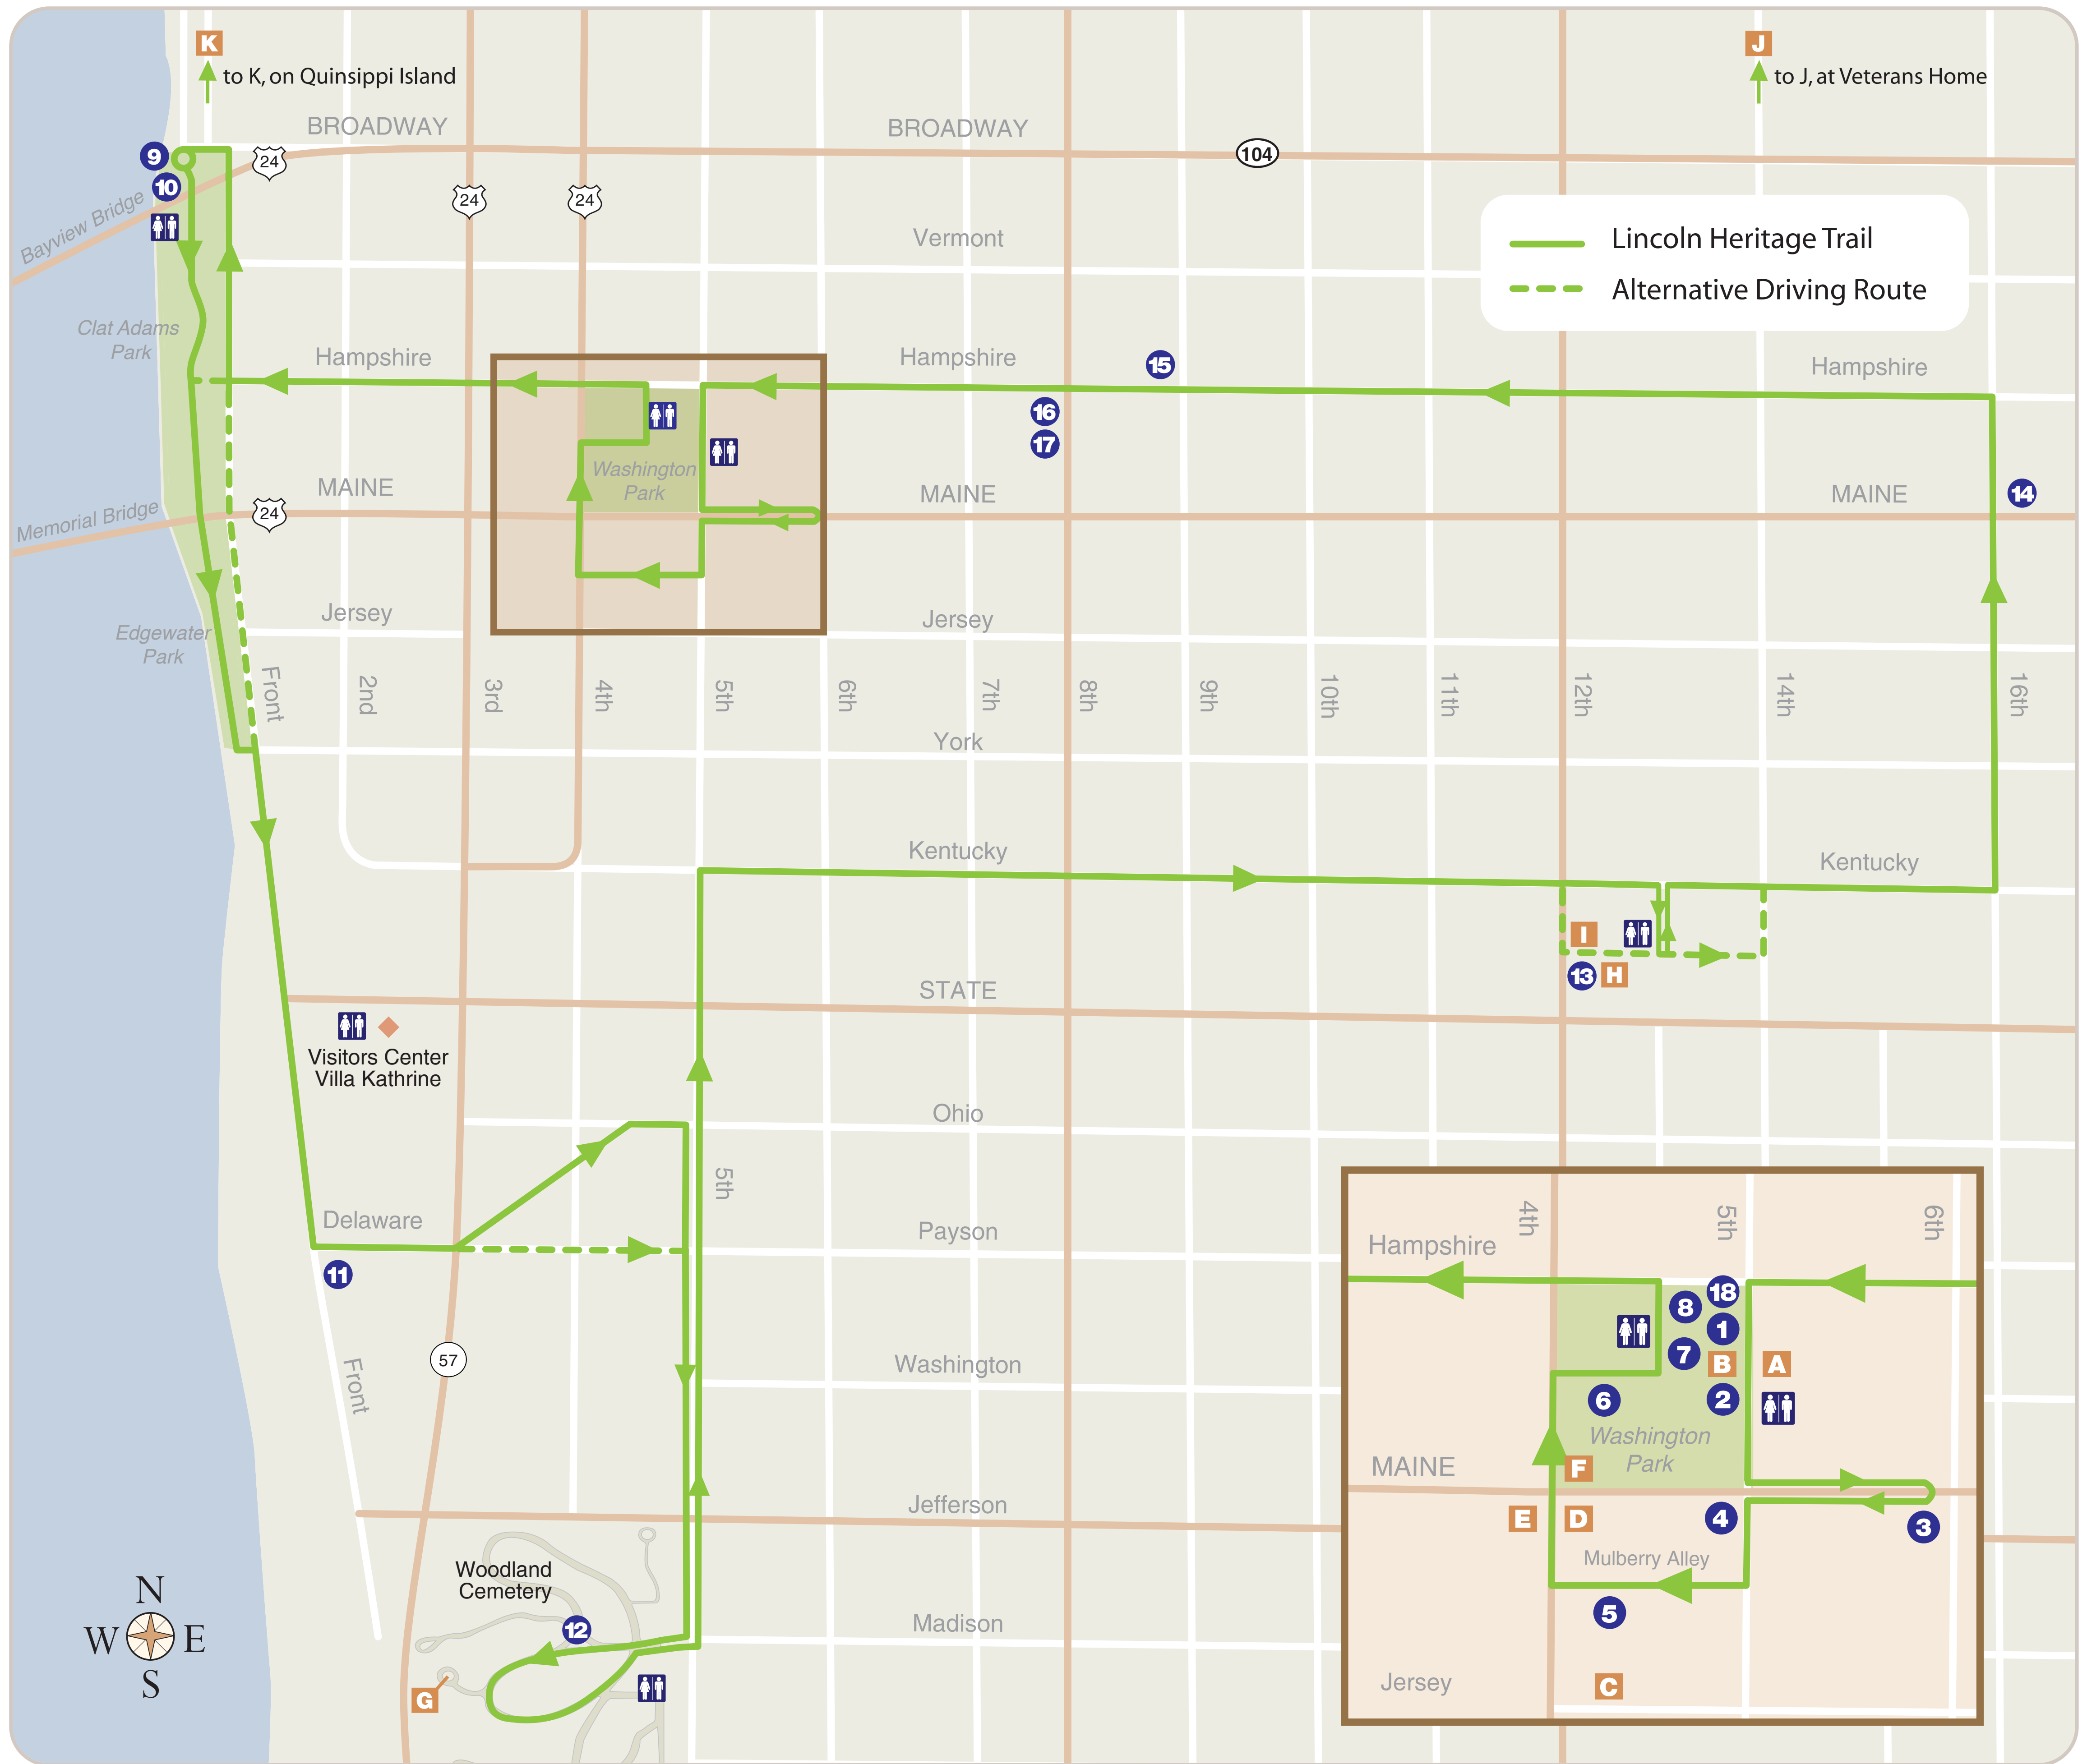 K
J
to K, on Quinsippi Island
to J, at Veterans Home
BROADWAY
BROADWAY
9
24
104
10
24
24
Bayview Bridge
Vermont
Lincoln Heritage Trail
Alternative Driving Route
Clat Adams
Park
Hampshire
Hampshire
15
Hampshire
16
17
Washington
Park
MAINE
MAINE
MAINE
14
Memorial Bridge
24
Jersey
Jersey
Edgewater
Park
Front
2nd
3rd
4th
5th
6th
7th
8th
9th
10th
11th
12th
14th
16th
York
Kentucky
Kentucky
I
13
H
STATE
Visitors Center
Villa Kathrine
Ohio
5th
Delaware
Payson
11
57
Front
Washington
Jefferson
Woodland
Cemetery
12
Madison
G
N
W
E
S
4th
5th
6th
Hampshire
18
8
1
7
B
A
6
2
Washington
Park
MAINE
F
E
D
4
3
Mulberry Alley
5
Jersey
C